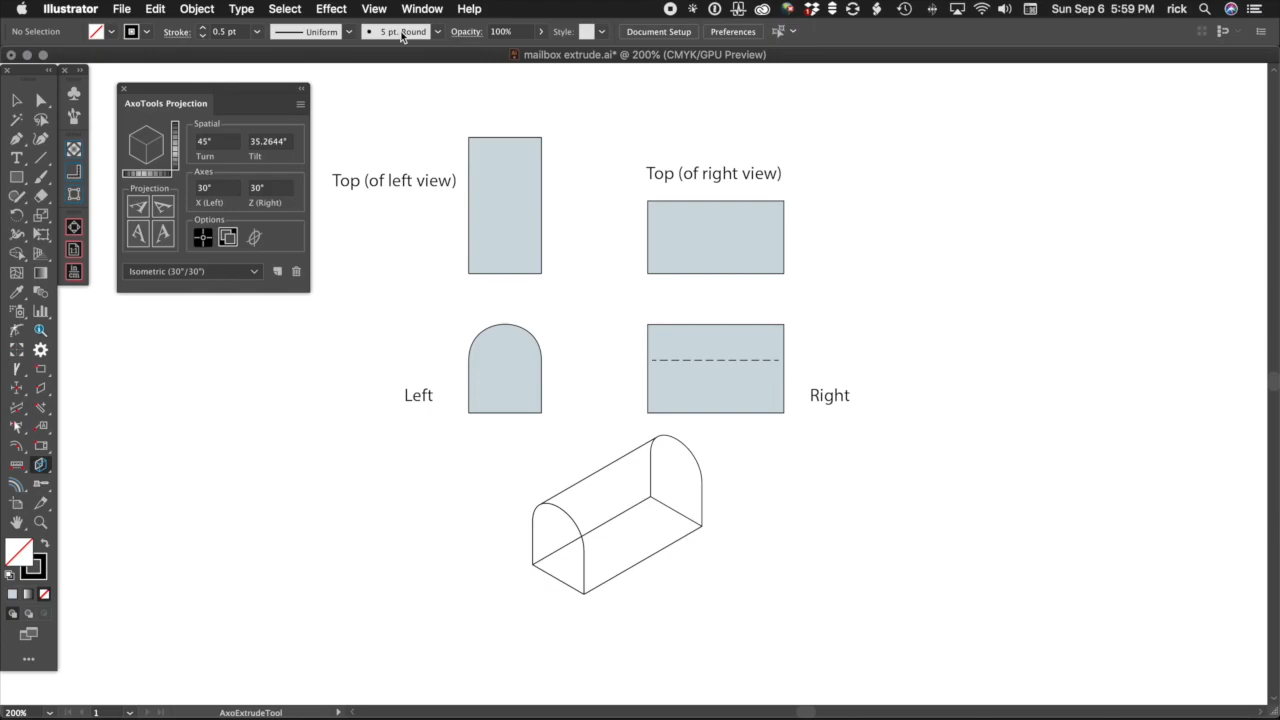 Illustrator File Edit Object Type Select Effect View Window Help
Sun Sep 6 5:59 PM rick
No Selection Stroke: 0.5 pt Uniform 5 pt. Round Opacity: 100% Style: Document Setup Preferences
mailbox extrude.ai* @ 200% (CMYK/GPU Preview)
AxoTools Projection
Spatial
45° 35.2644°
Turn Tilt
Axes
30° 30°
X (Left) Z (Right)
Projection
Options
Isometric (30°/30°)
Top (of left view)
Top (of right view)
Left
Right
200% 1 AxoExtrudeTool